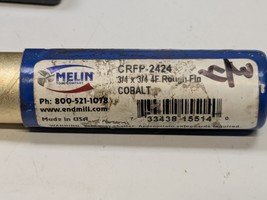 MELIN
CRFP-2424
3/4 x 3/4 4F Rough Fin
COBALT
Ph: 800-521-1078
www.endmill.com
Made in USA
33438 15514